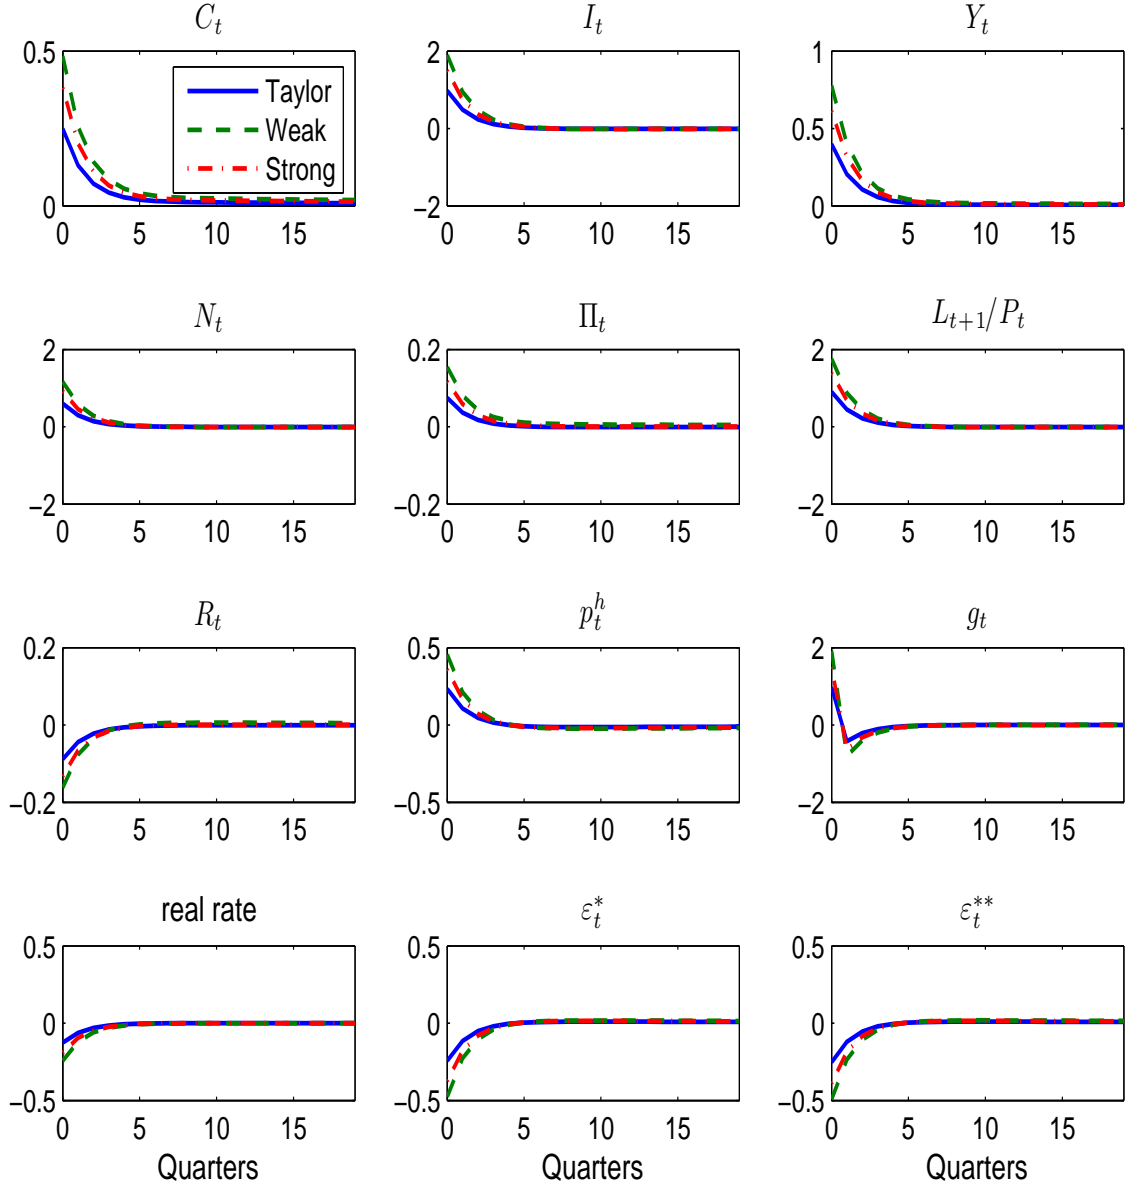 C_t I_t Y_t
0.5 2 1
Taylor
Weak 0 0.5
Strong
0 −2 0
0 5 10 15 0 5 10 15 0 5 10 15
N_t Π_t L_{t+1}/P_t
2 0.2 2
0 0 0
−2 −0.2 −2
0 5 10 15 0 5 10 15 0 5 10 15
R_t p_t^h g_t
0.2 0.5 2
0 0 0
−0.2 −0.5 −2
0 5 10 15 0 5 10 15 0 5 10 15
real rate ε_t^* ε_t^{**}
0.5 0.5 0.5
0 0 0
−0.5 −0.5 −0.5
0 5 10 15 0 5 10 15 0 5 10 15
Quarters Quarters Quarters